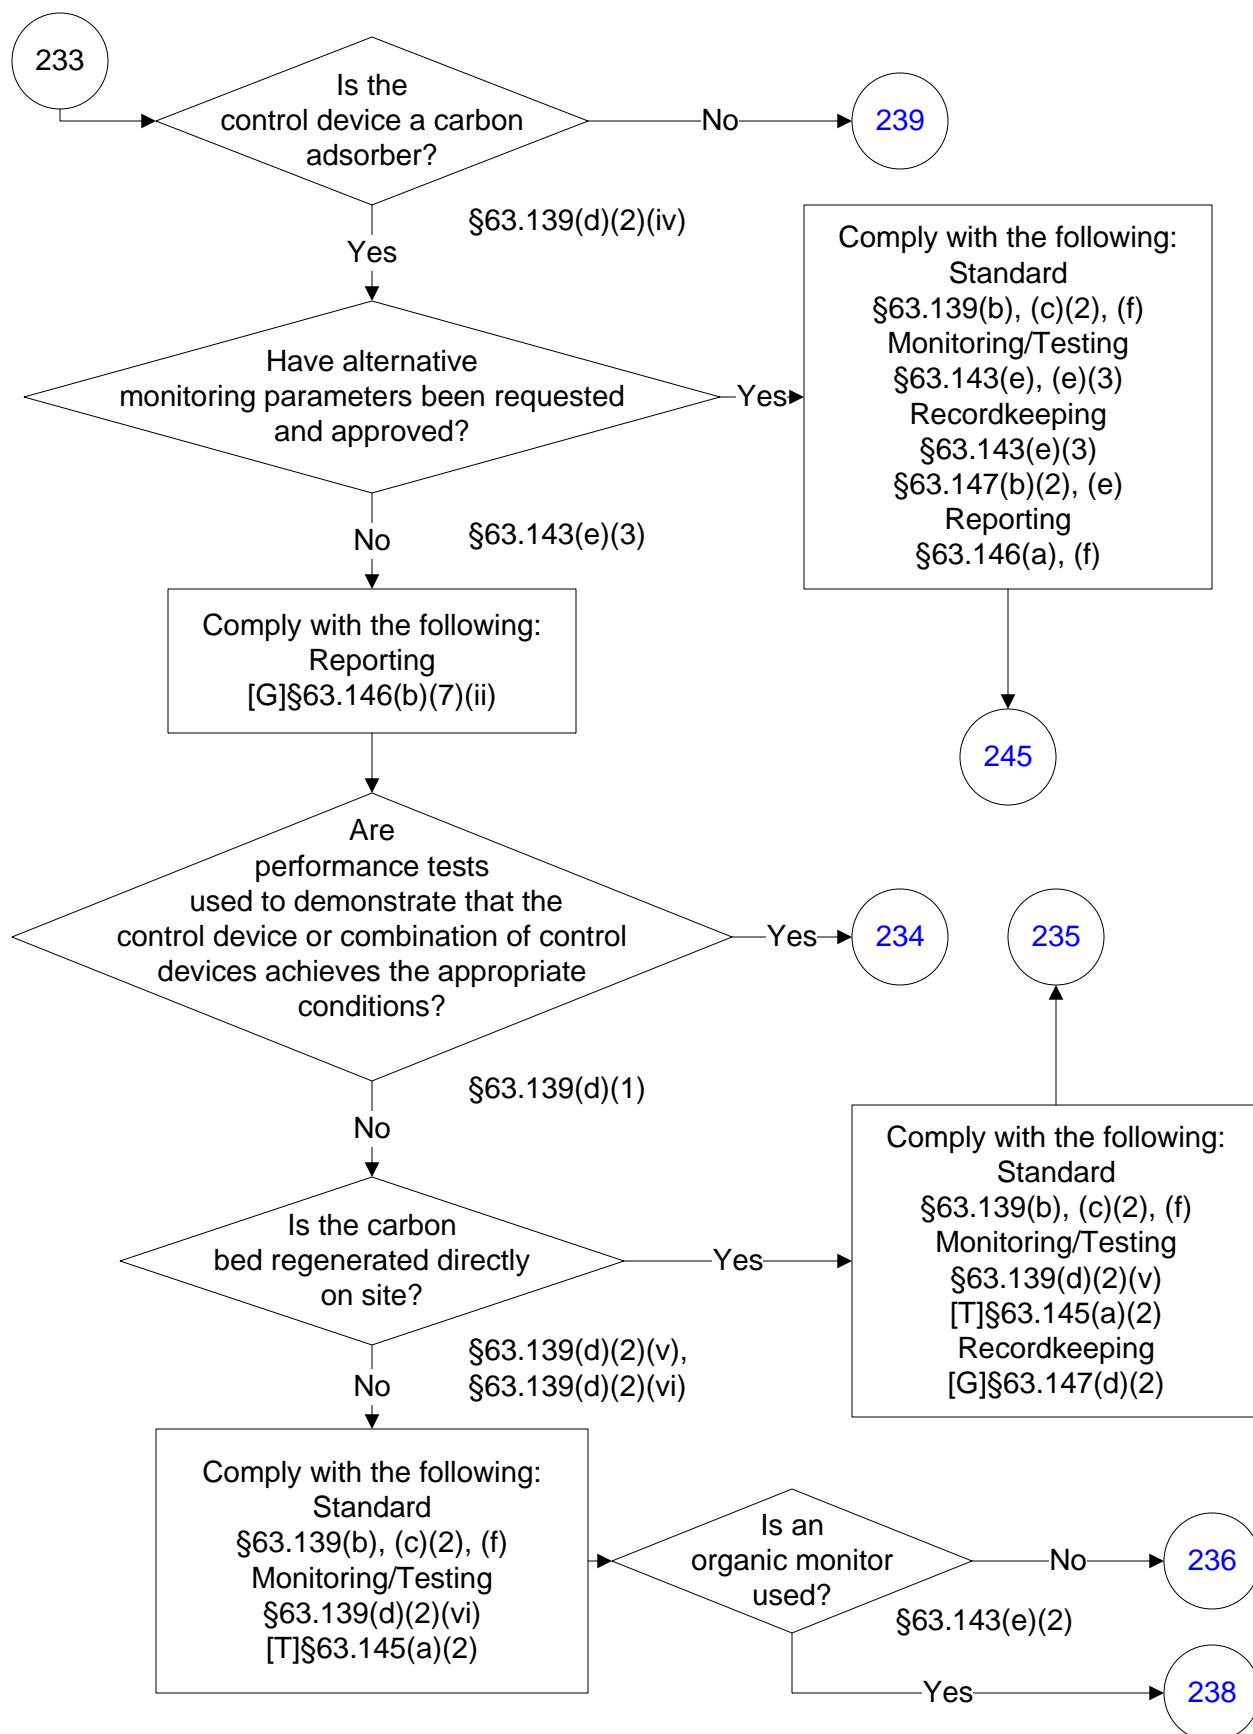 233
Is the
control device a carbon
adsorber?
No
239
§63.139(d)(2)(iv)
Yes
Have alternative
monitoring parameters been requested
and approved?
Yes
Comply with the following:
Standard
§63.139(b), (c)(2), (f)
Monitoring/Testing
§63.143(e), (e)(3)
Recordkeeping
§63.143(e)(3)
§63.147(b)(2), (e)
Reporting
§63.146(a), (f)
245
No
§63.143(e)(3)
Comply with the following:
Reporting
[G]§63.146(b)(7)(ii)
Are
performance tests
used to demonstrate that the
control device or combination of control
devices achieves the appropriate
conditions?
Yes
234
235
§63.139(d)(1)
No
Is the carbon
bed regenerated directly
on site?
Yes
Comply with the following:
Standard
§63.139(b), (c)(2), (f)
Monitoring/Testing
§63.139(d)(2)(v)
[T]§63.145(a)(2)
Recordkeeping
[G]§63.147(d)(2)
§63.139(d)(2)(v),
§63.139(d)(2)(vi)
No
Comply with the following:
Standard
§63.139(b), (c)(2), (f)
Monitoring/Testing
§63.139(d)(2)(vi)
[T]§63.145(a)(2)
Is an
organic monitor
used?
No
236
§63.143(e)(2)
Yes
238